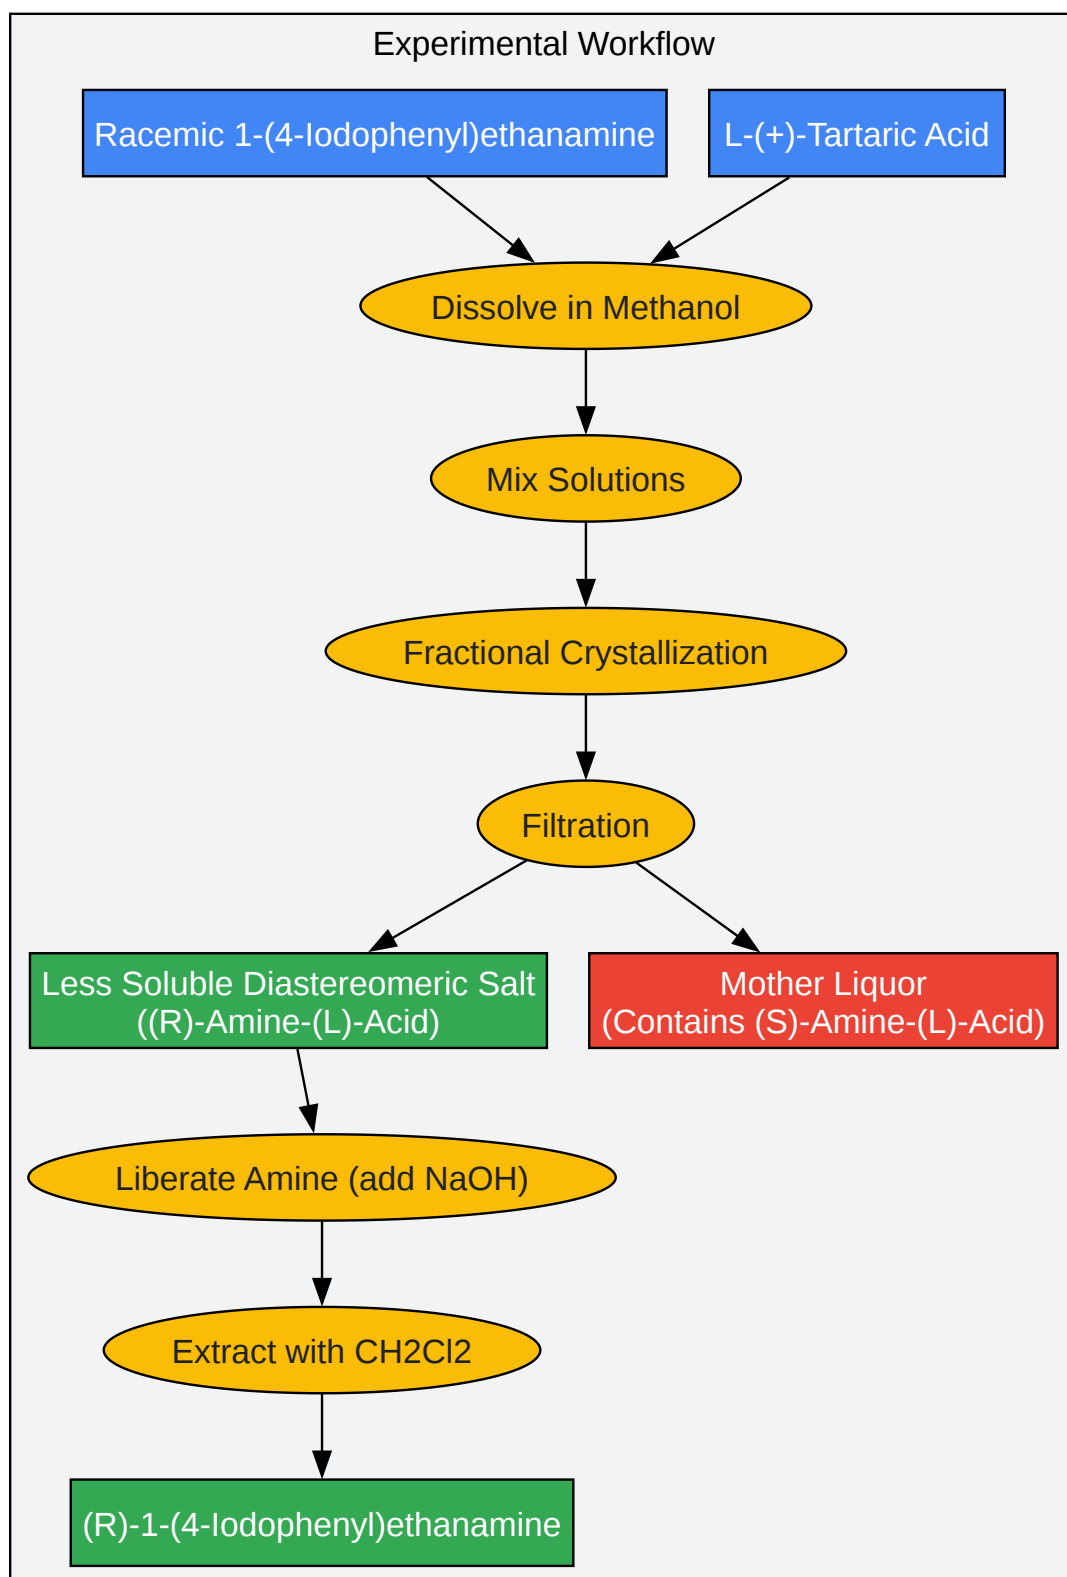 Experimental Workflow
Racemic 1-(4-Iodophenyl)ethanamine
L-(+)-Tartaric Acid
Dissolve in Methanol
Mix Solutions
Fractional Crystallization
Filtration
Less Soluble Diastereomeric Salt
((R)-Amine-(L)-Acid)
Mother Liquor
(Contains (S)-Amine-(L)-Acid)
Liberate Amine (add NaOH)
Extract with CH2Cl2
(R)-1-(4-Iodophenyl)ethanamine